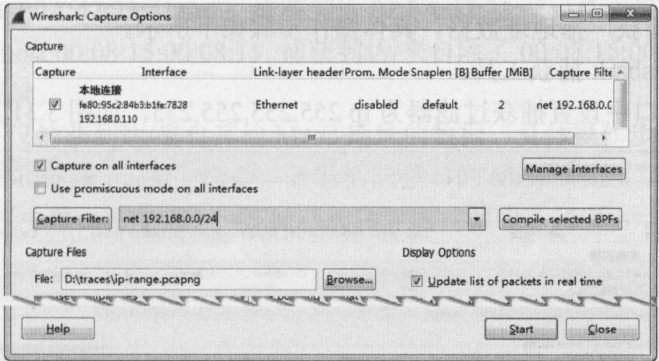 Wireshark: Capture Options
Capture
Capture Interface Link-layer header Prom. Mode Snaplen [B] Buffer [MiB] Capture Filte
本地连接
fe80:95c2:84b3:b1fe:7828 Ethernet disabled default 2 net 192.168.0.0
192.168.0.110
Capture on all interfaces
Manage Interfaces
Use promiscuous mode on all interfaces
Capture Filter: net 192.168.0.0/24 Compile selected BPFs
Capture Files Display Options
File: D:\traces\ip-range.pcapng Browse... Update list of packets in real time
Help Start Close